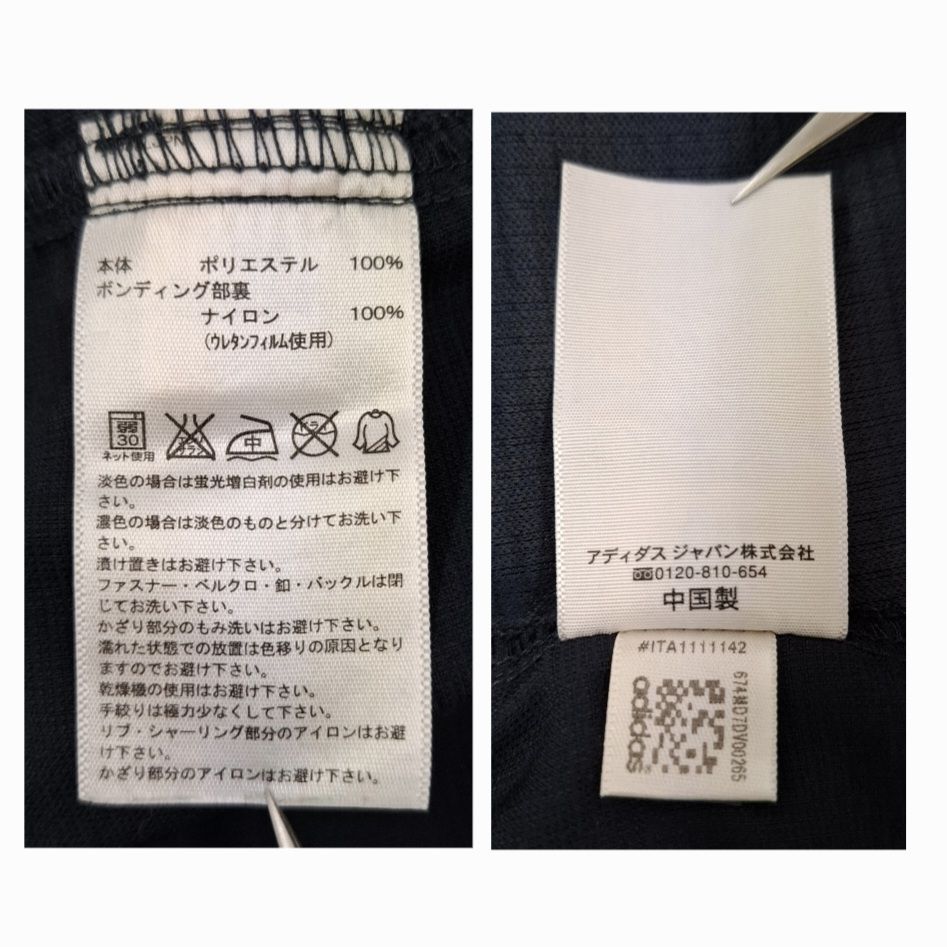 本体 ポリエステル 100%
ボンディング部裏
ナイロン 100%
(ウレタンフィルム使用)
弱
30
ネット使用
エンソ
サラシ
中
ドライ
淡色の場合は蛍光増白剤の使用はお避け下
さい。
濃色の場合は淡色のものと分けてお洗い下
さい。
漬け置きはお避け下さい。
ファスナー・ベルクロ・釦・バックルは閉
じてお洗い下さい。
かざり部分のもみ洗いはお避け下さい。
濡れた状態での放置は色移りの原因となり
ますのでお避け下さい。
乾燥機の使用はお避け下さい。
手絞りは極力少なくして下さい。
リブ・シャーリング部分のアイロンはお避
け下さい。
かざり部分のアイロンはお避け下さい。
アディダス ジャパン株式会社
0120-810-654
中国製
#ITA1111142
adidas